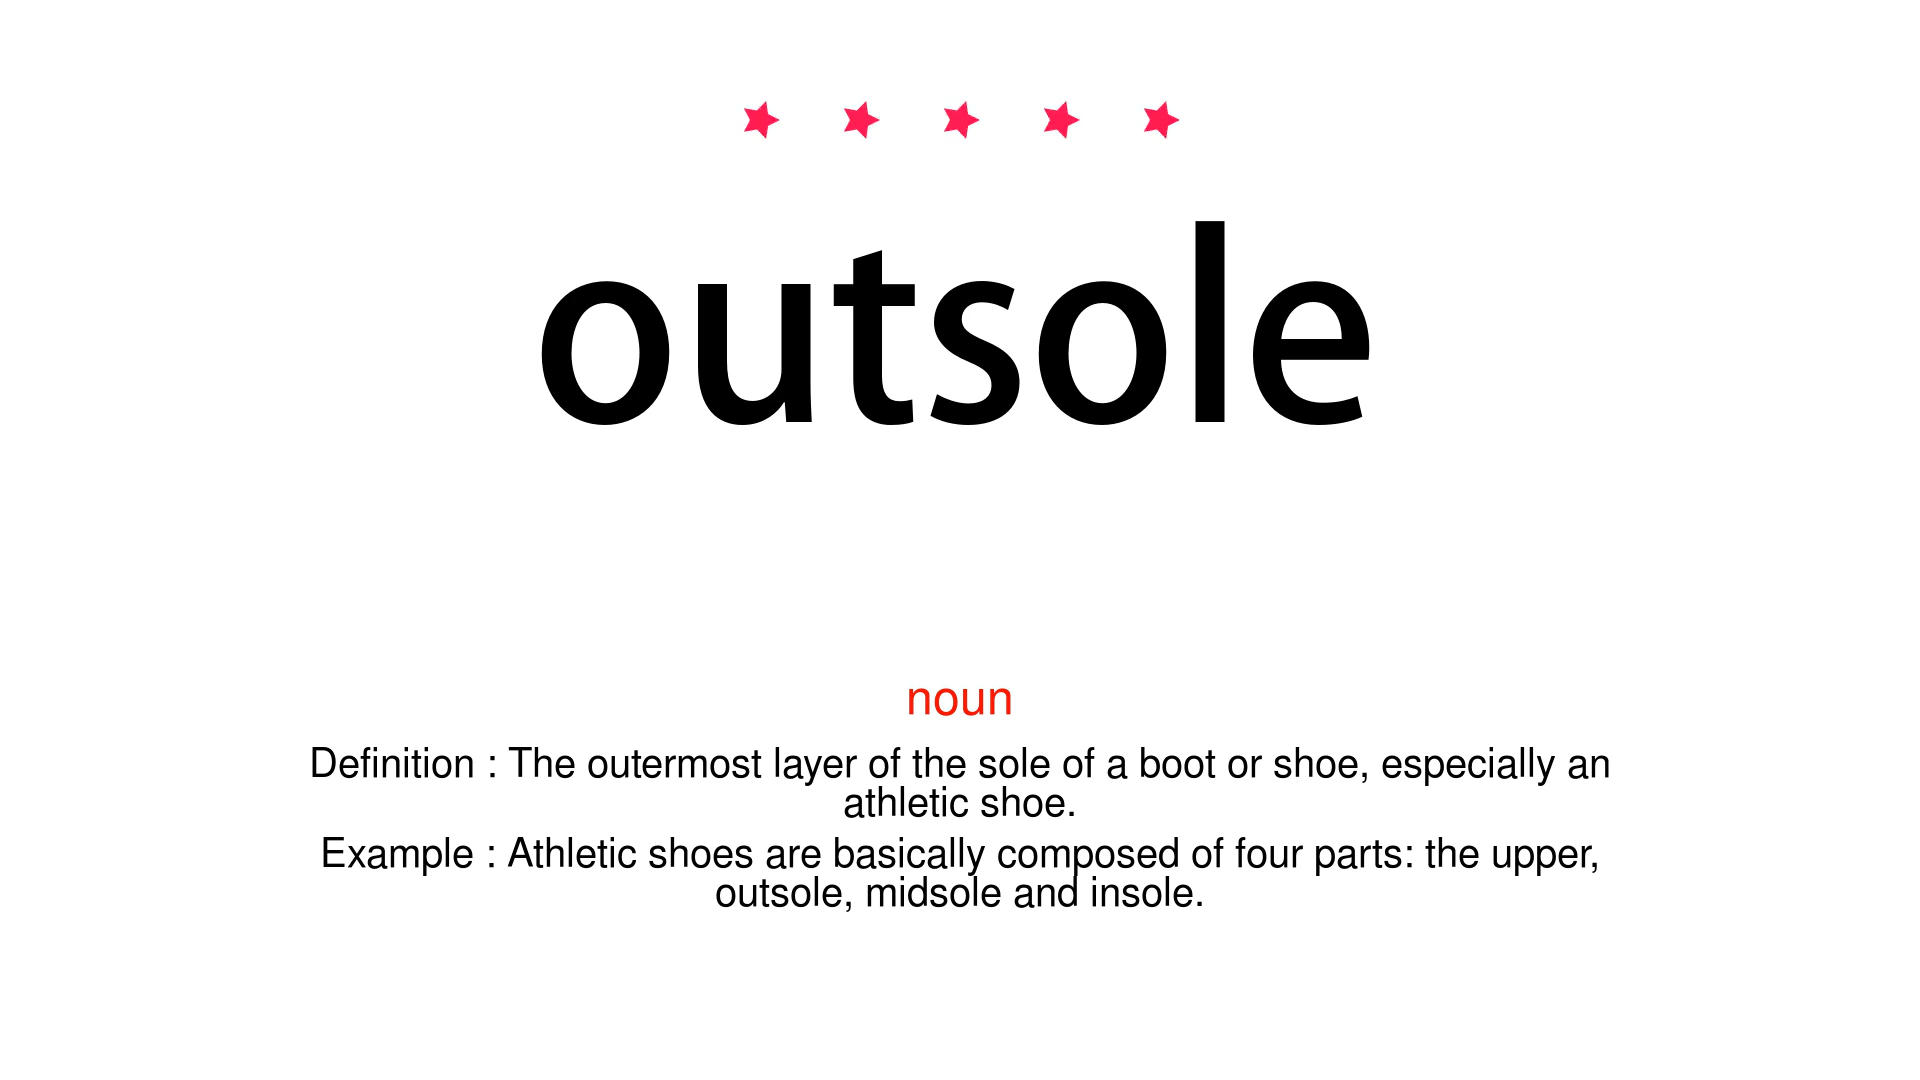 outsole
noun
Definition : The outermost layer of the sole of a boot or shoe, especially an
athletic shoe.
Example : Athletic shoes are basically composed of four parts: the upper,
outsole, midsole and insole.